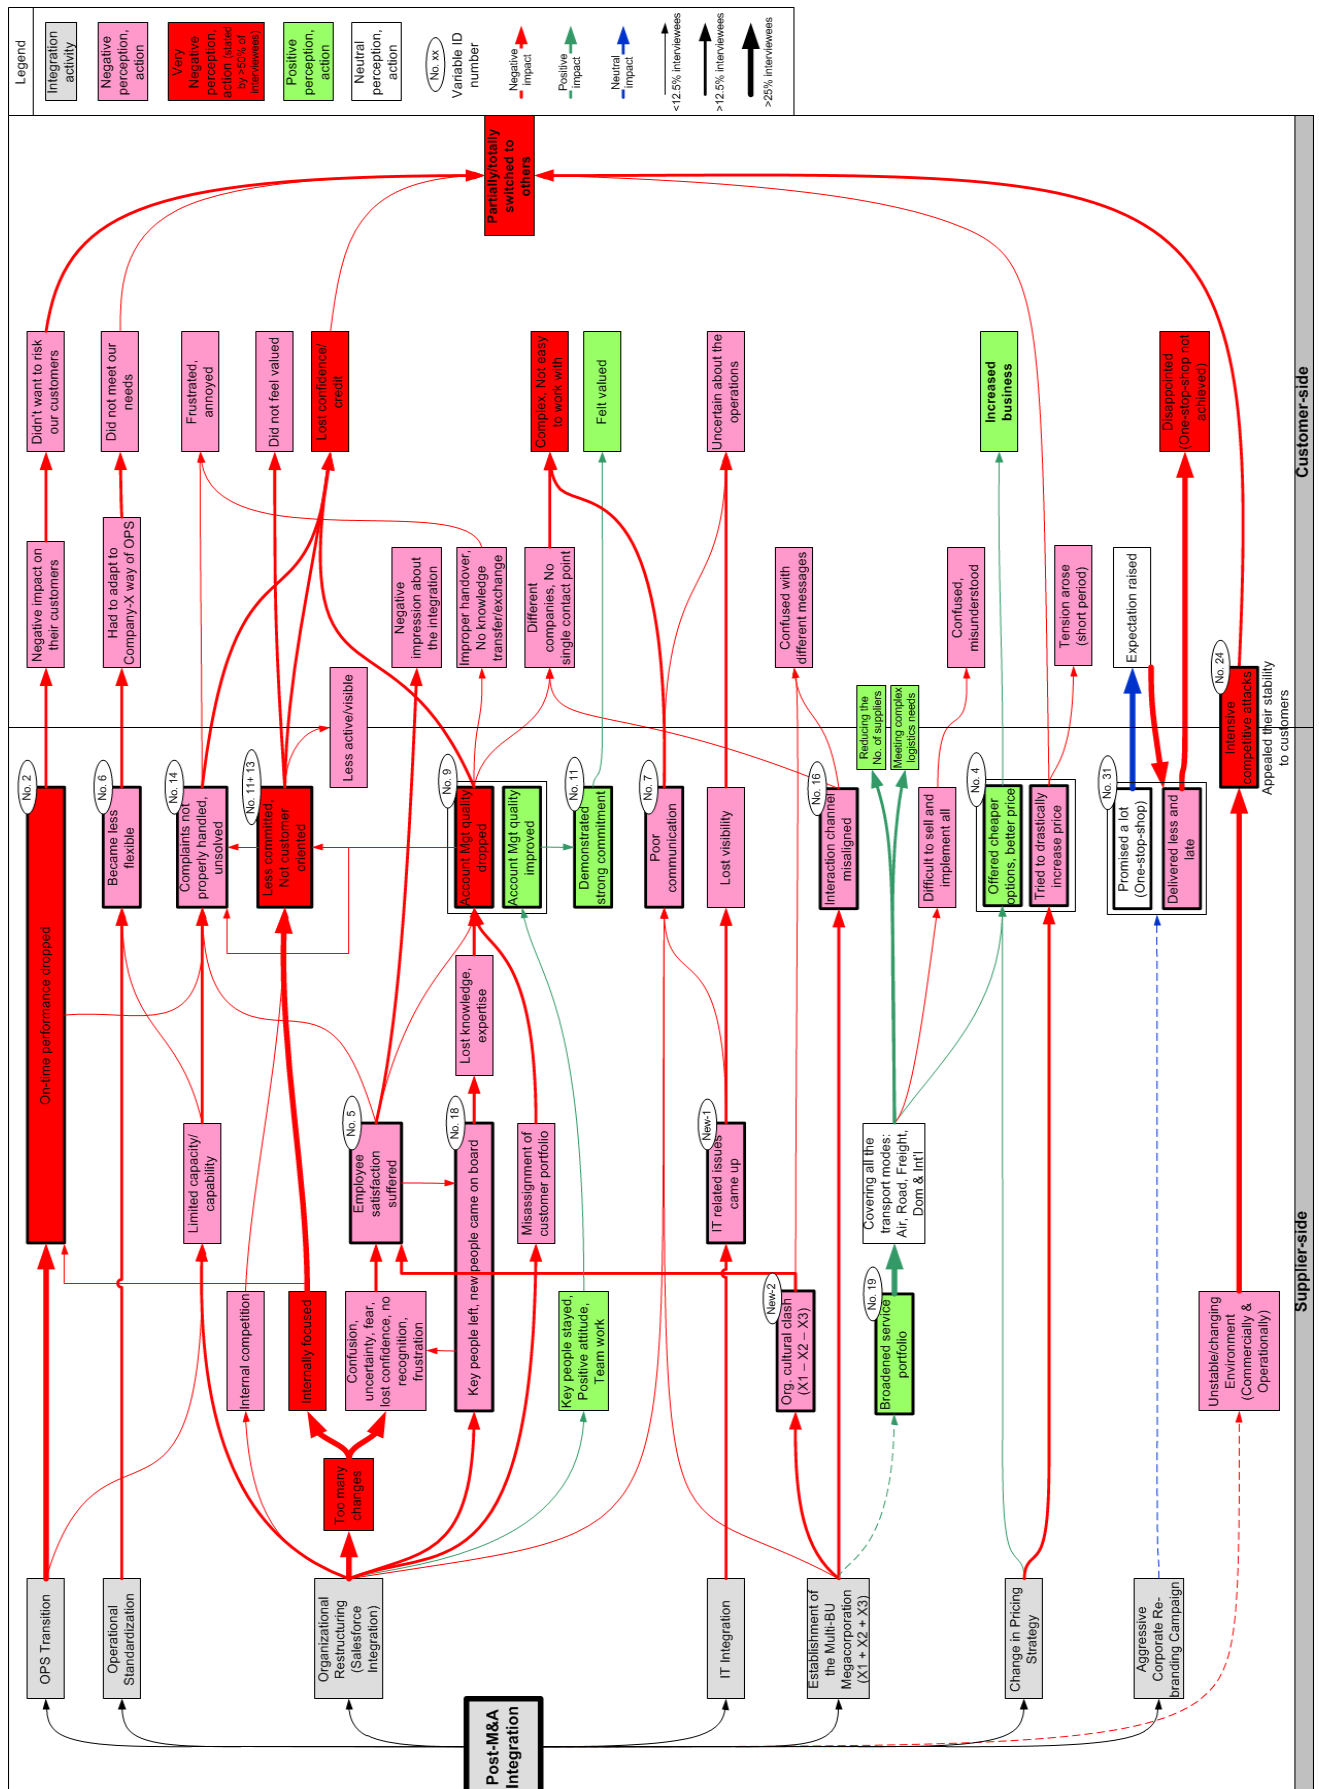 Legend
Integration
activity
Negative
perception,
action
Very
Negative
perception,
action (stated
by >50% of
interviewees)
Positive
perception,
action
Neutral
perception,
action
No. xx
Variable ID
number
Negative
impact
Positive
impact
Neutral
impact
<12.5% interviewees
>12.5% interviewees
>25% interviewees
Post-M&A
Integration
OPS Transition
Operational
Standardization
Organizational
Restructuring
(Salesforce
Integration)
IT Integration
Establishment of
the Multi-BU
Megacorporation
(X1 + X2 + X3)
Change in Pricing
Strategy
Aggressive
Corporate Re-
branding Campaign
Too many
changes
Internal competition
Internally focused
Confusion,
uncertainty, fear,
lost confidence, no
recognition,
frustration
Key people left, new people came on board
No. 18
Key people stayed,
Positive attitude,
Team work
Org. cultural clash
(X1 – X2 – X3)
New-2
Broadened service
portfolio
No. 19
Unstable/changing
Environment
(Commercially &
Operationally)
Limited capacity/
capability
Employee
satisfaction
suffered
No. 5
Misassignment of
customer portfolio
IT related issues
came up
New-1
Covering all the
transport modes:
Air, Road, Freight,
Dom & Int'l
Lost knowledge,
expertise
On-time performance dropped
No. 2
Became less
flexible
No. 6
Complaints not
properly handled,
unsolved
No. 14
Less committed,
Not customer
oriented
No. 11+ 13
Account Mgt quality
dropped
No. 9
Account Mgt quality
improved
Demonstrated
strong commitment
No. 11
Poor
communication
No. 7
Lost visibility
Interaction channel
misaligned
No. 16
Difficult to sell and
implement all
Offered cheaper
options, better price
No. 4
Tried to drastically
increase price
Promised a lot
(One-stop-shop)
No. 31
Delivered less and
late
Intensive
competitive attacks
No. 24
Appealed their stability
to customers
Less active/visible
Reducing the
No. of suppliers
Meeting complex
logistics needs
Negative impact on
their customers
Had to adapt to
Company-X way of OPS
Negative
impression about
the integration
Improper handover,
No knowledge
transfer/exchange
Different
companies, No
single contact point
Confused with
different messages
Confused,
misunderstood
Tension arose
(short period)
Expectation raised
Didn't want to risk
our customers
Did not meet our
needs
Frustrated,
annoyed
Did not feel valued
Lost confidence/
credit
Complex, Not easy
to work with
Felt valued
Uncertain about the
operations
Increased
business
Disappointed
(One-stop-shop not
achieved)
Partially/totally
switched to
others
Supplier-side
Customer-side